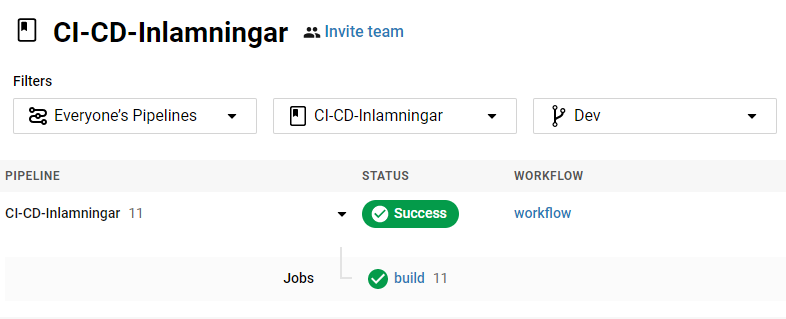 CI-CD-Inlamningar Invite team
Filters
Everyone's Pipelines CI-CD-Inlamningar Dev
PIPELINE STATUS WORKFLOW
CI-CD-Inlamningar 11 Success workflow
Jobs build 11